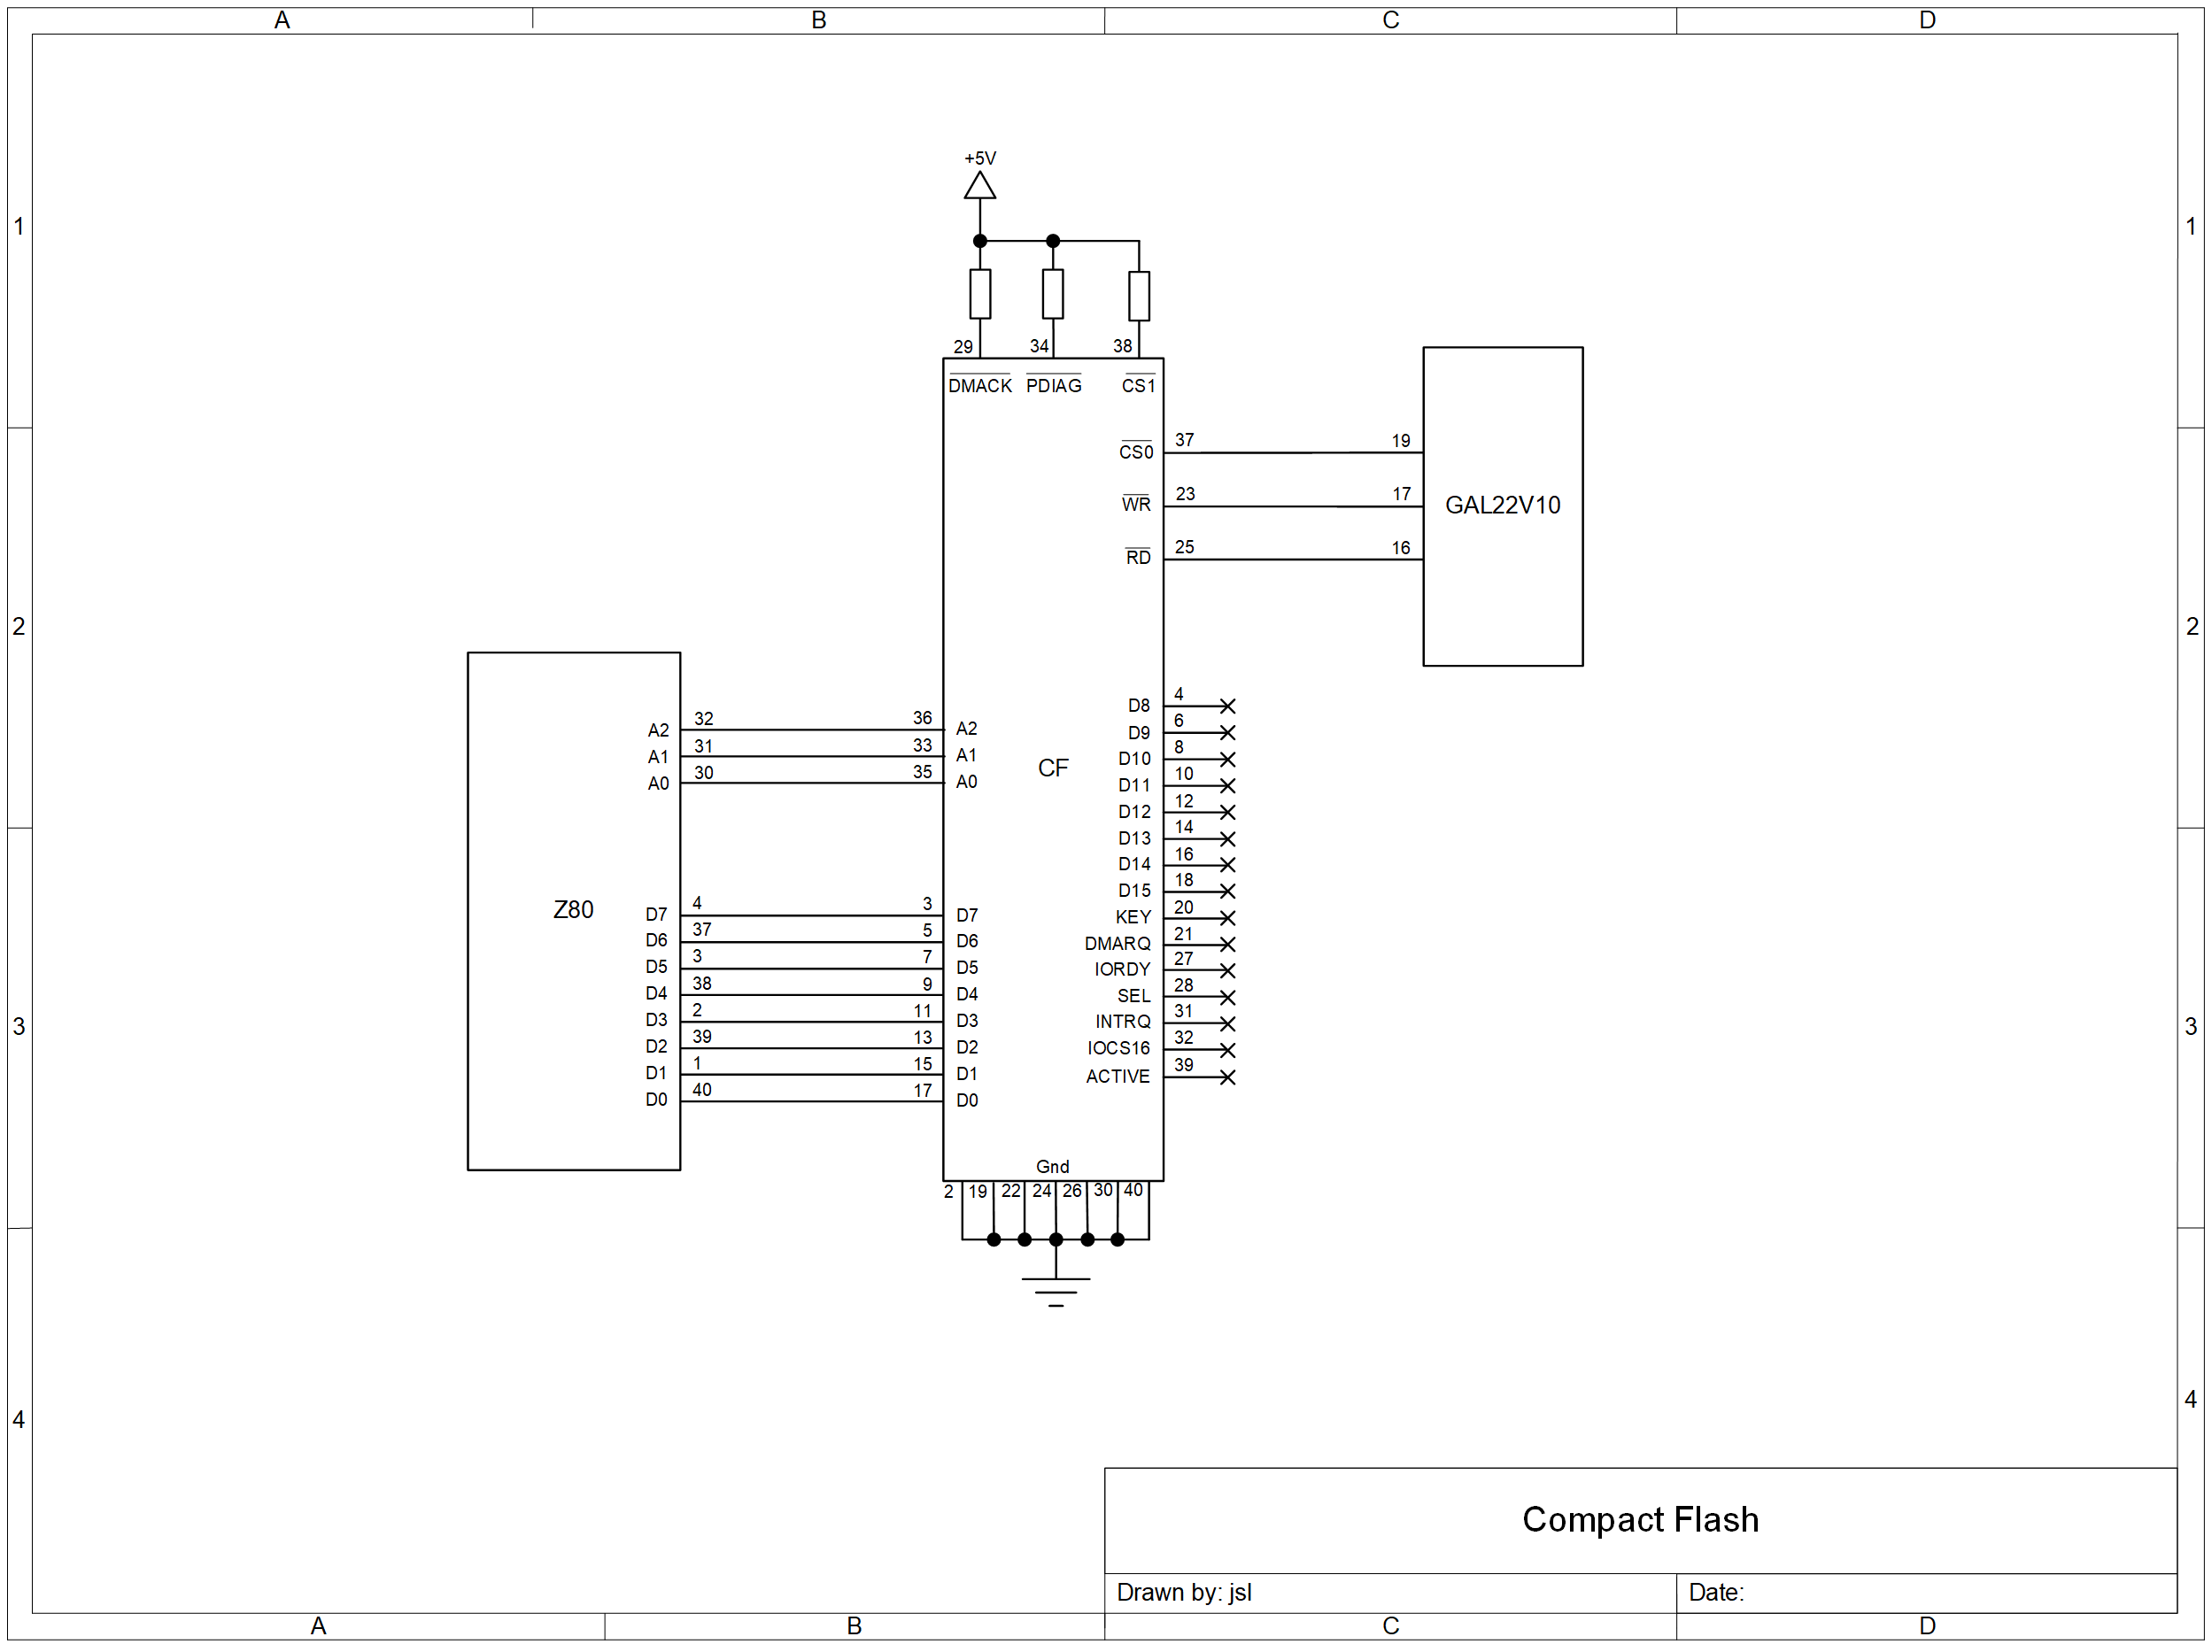 A B C D
+5V
1 1
29 34 38
DMACK PDIAG CS1
CS0 37 19
WR 23 17 GAL22V10
RD 25 16
2 2
D8 4
A2 32 36 A2
D9 6
A1 31 33 A1
D10 8
A0 30 35 A0
CF
D11 10
D12 12
D13 14
D14 16
D15 18
Z80
D7 4 3 D7
KEY 20
D6 37 5 D6
DMARQ 21
D5 3 7 D5
IORDY 27
D4 38 9 D4
SEL 28
D3 2 11 D3
INTRQ 31
3 3
D2 39 13 D2
IOCS16 32
D1 1 15 D1
ACTIVE 39
D0 40 17 D0
Gnd
2 19 22 24 26 30 40
4 4
Compact Flash
Drawn by: jsl Date:
A B C D